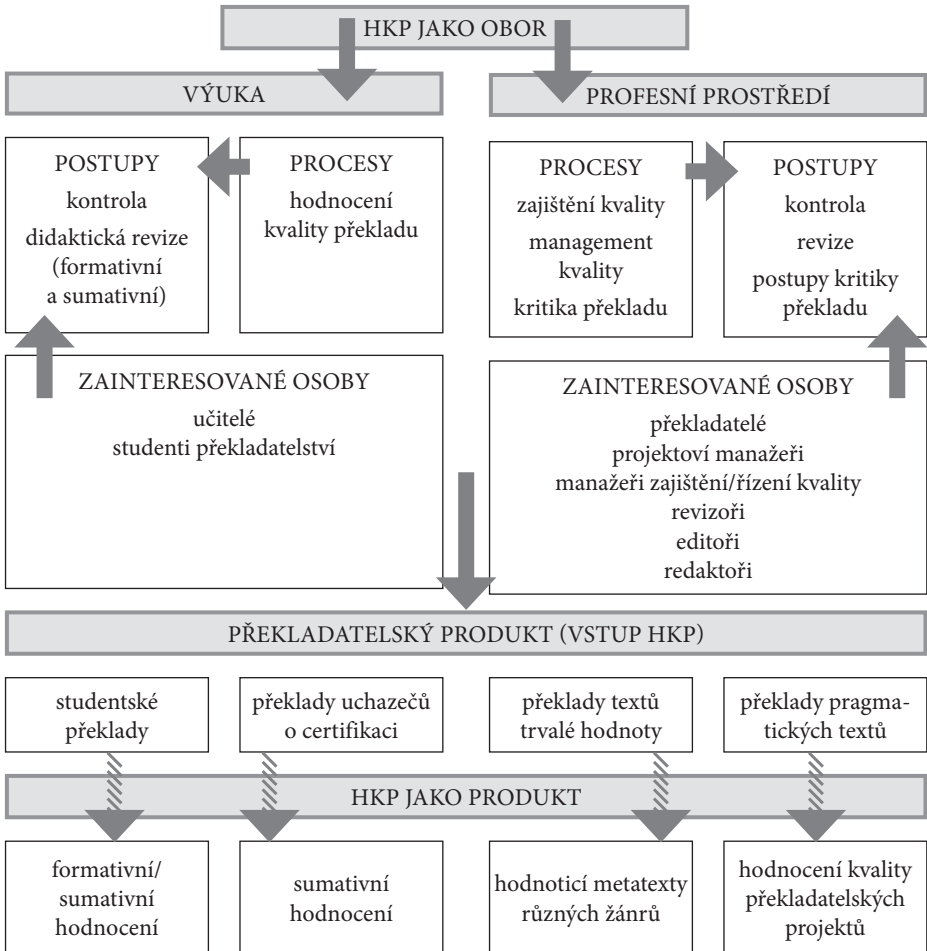 HKP JAKO OBOR
VÝUKA
PROFESNÍ PROSTŘEDÍ
POSTUPY
kontrola
didaktická revize
(formativní
a sumativní)
PROCESY
hodnocení
kvality překladu
PROCESY
zajištění kvality
management
kvality
kritika překladu
POSTUPY
kontrola
revize
postupy kritiky
překladu
ZAINTERESOVANÉ OSOBY
učitelé
studenti překladatelství
ZAINTERESOVANÉ OSOBY
překladatelé
projektoví manažeři
manažeři zajištění/řízení kvality
revizoři
editoři
redaktoři
PŘEKLADATELSKÝ PRODUKT (VSTUP HKP)
studentské
překlady
překlady uchazečů
o certifikaci
překlady textů
trvalé hodnoty
překlady pragma-
tických textů
HKP JAKO PRODUKT
formativní/
sumativní
hodnocení
sumativní
hodnocení
hodnoticí metatexty
různých žánrů
hodnocení kvality
překladatelských
projektů